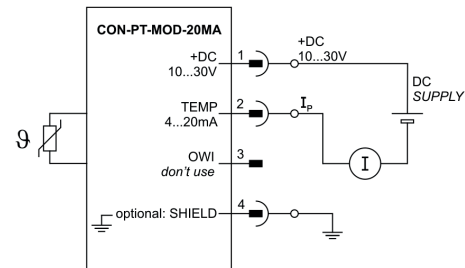 CON-PT-MOD-20MA
+DC 1 +DC
10...30V 10...30V
DC
SUPPLY
TEMP 2 Iₚ
4...20mA
ϑ
I
OWI 3
don't use
optional: SHIELD 4